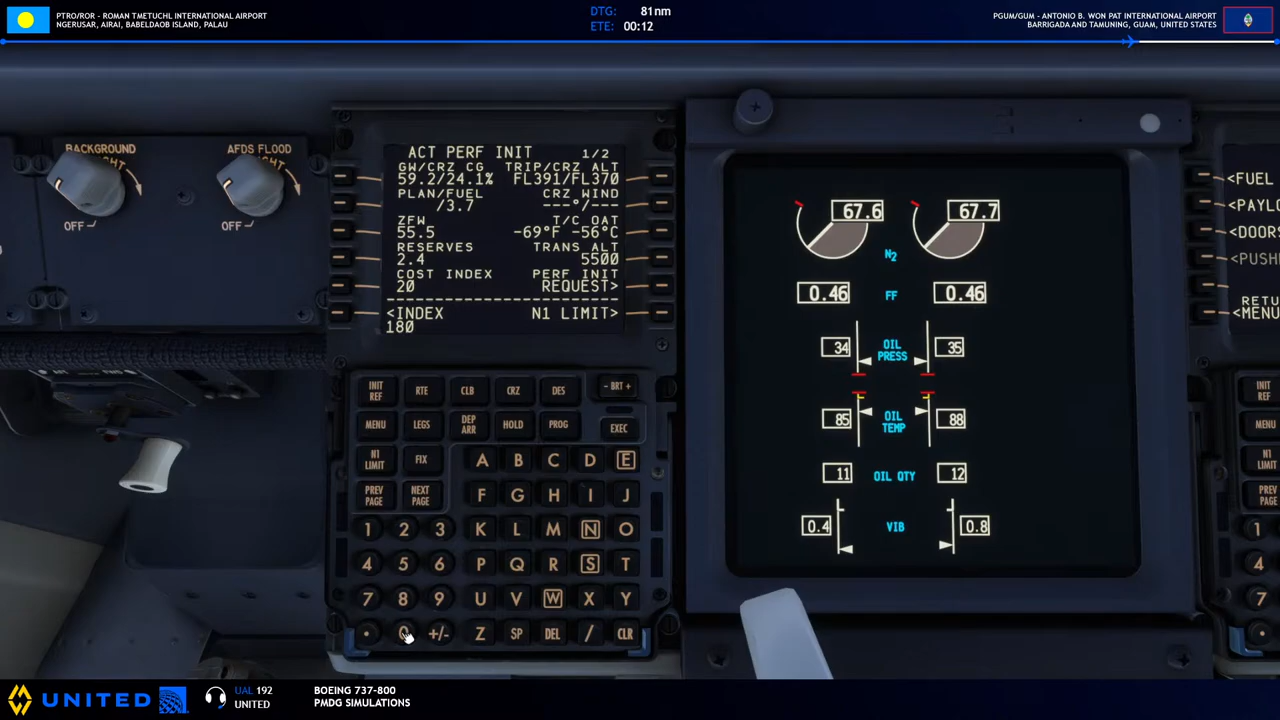 PTRO/ROR - ROMAN TMETUCHL INTERNATIONAL AIRPORT
NGERUSAR, AIRAI, BABELDAOB ISLAND, PALAU
DTG: 81nm
ETE: 00:12
PGUM/GUM - ANTONIO B. WON PAT INTERNATIONAL AIRPORT
BARRIGADA AND TAMUNING, GUAM, UNITED STATES
BACKGROUND
OFF
AFDS FLOOD
OFF
ACT PERF INIT 1/2
GW/CRZ CG TRIP/CRZ ALT
59.2/24.1% FL391/FL370
PLAN/FUEL CRZ WIND
/3.7 ---°/---
ZFW T/C OAT
55.5 -69°F -56°C
RESERVES TRANS ALT
2.4 5500
COST INDEX PERF INIT
20 REQUEST>
<INDEX N1 LIMIT>
180
INIT REF
RTE
CLB
CRZ
DES
- BRT +
MENU
LEGS
DEP ARR
HOLD
PROG
EXEC
N1 LIMIT
FIX
PREV PAGE
NEXT PAGE
A B C D E
F G H I J
1 2 3 K L M N O
4 5 6 P Q R S T
7 8 9 U V W X Y
. 0 +/- Z SP DEL / CLR
67.6 67.7
N2
0.46 FF 0.46
34 OIL PRESS 35
85 OIL TEMP 88
11 OIL QTY 12
0.4 VIB 0.8
<FUEL
<PAYL
<DOORS
<PUSH
RETU
<MENU
INIT REF
MENU
N1 LIMIT
PREV PAGE
1
4
7
.
UNITED
UAL 192
UNITED
BOEING 737-800
PMDG SIMULATIONS